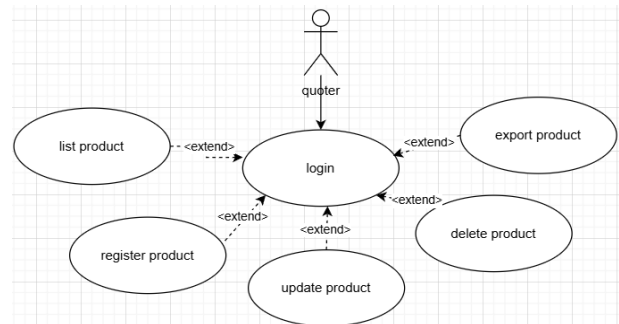 quoter
list product
<extend>
<extend>
export product
login
<extend>
<extend>
<extend>
register product
update product
delete product